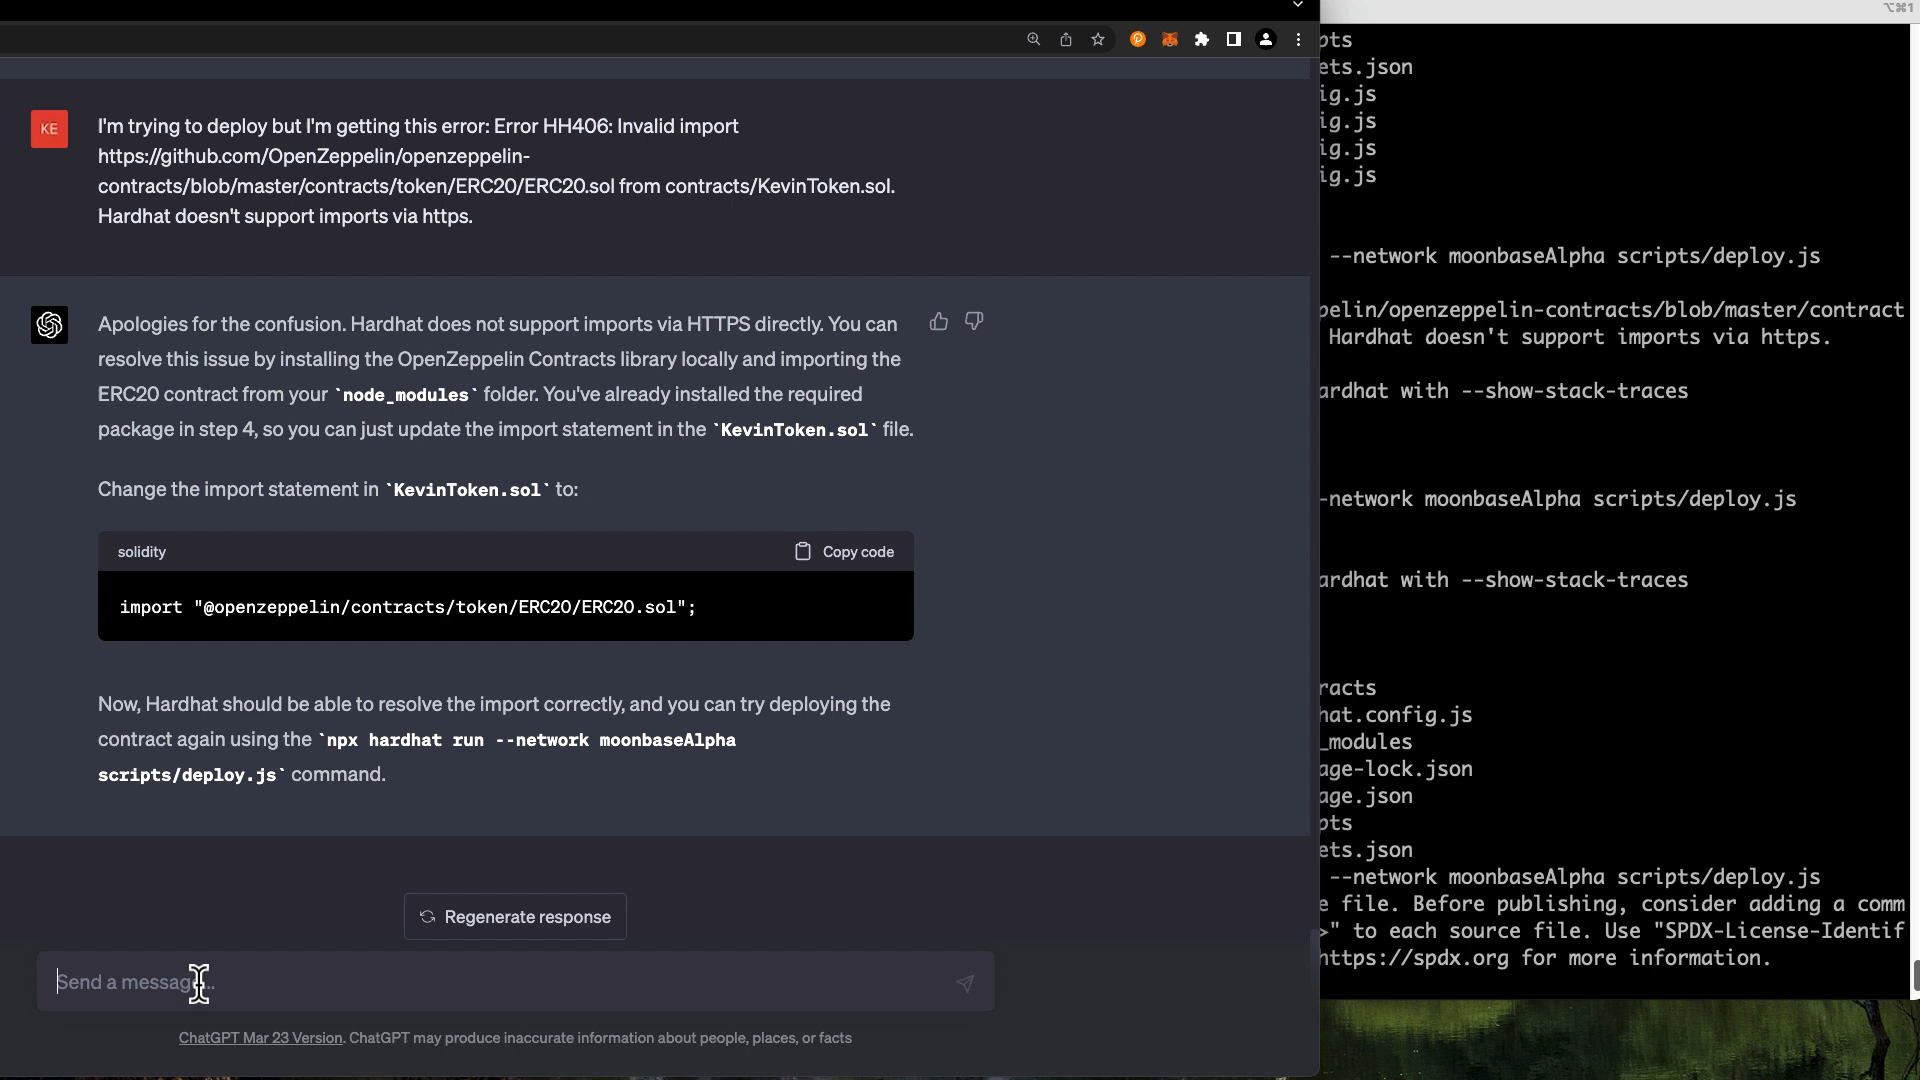 ⌥⌘1
KE
I'm trying to deploy but I'm getting this error: Error HH406: Invalid import
https://github.com/OpenZeppelin/openzeppelin-
contracts/blob/master/contracts/token/ERC20/ERC20.sol from contracts/KevinToken.sol.
Hardhat doesn't support imports via https.
Apologies for the confusion. Hardhat does not support imports via HTTPS directly. You can
resolve this issue by installing the OpenZeppelin Contracts library locally and importing the
ERC20 contract from your `node_modules` folder. You've already installed the required
package in step 4, so you can just update the import statement in the `KevinToken.sol` file.
Change the import statement in `KevinToken.sol` to:
solidity
Copy code
import "@openzeppelin/contracts/token/ERC20/ERC20.sol";
Now, Hardhat should be able to resolve the import correctly, and you can try deploying the
contract again using the `npx hardhat run --network moonbaseAlpha
scripts/deploy.js` command.
Regenerate response
Send a message...
ChatGPT Mar 23 Version. ChatGPT may produce inaccurate information about people, places, or facts
pts
ets.json
ig.js
ig.js
ig.js
ig.js
--network moonbaseAlpha scripts/deploy.js
pelin/openzeppelin-contracts/blob/master/contract
Hardhat doesn't support imports via https.
ardhat with --show-stack-traces
-network moonbaseAlpha scripts/deploy.js
ardhat with --show-stack-traces
racts
hat.config.js
_modules
age-lock.json
age.json
pts
ets.json
--network moonbaseAlpha scripts/deploy.js
e file. Before publishing, consider adding a comm
>" to each source file. Use "SPDX-License-Identif
https://spdx.org for more information.